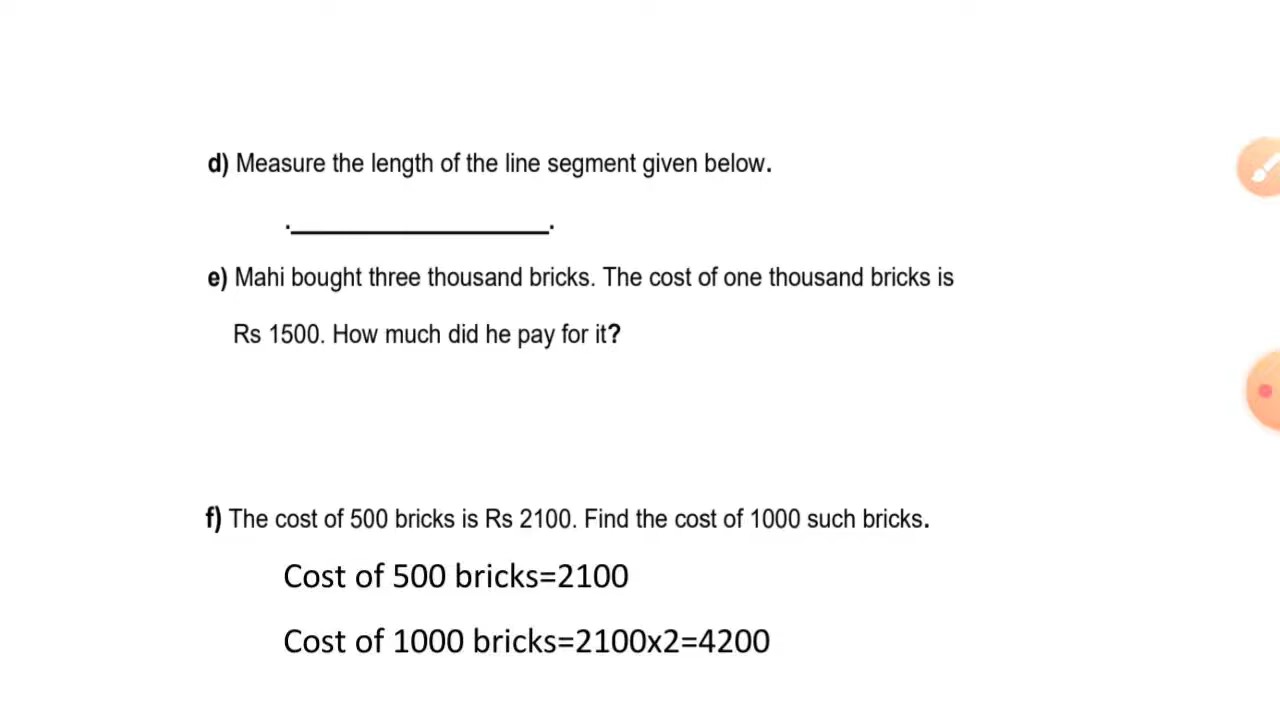 d) Measure the length of the line segment given below.
.____________________.
e) Mahi bought three thousand bricks. The cost of one thousand bricks is
Rs 1500. How much did he pay for it?
f) The cost of 500 bricks is Rs 2100. Find the cost of 1000 such bricks.
Cost of 500 bricks=2100
Cost of 1000 bricks=2100x2=4200